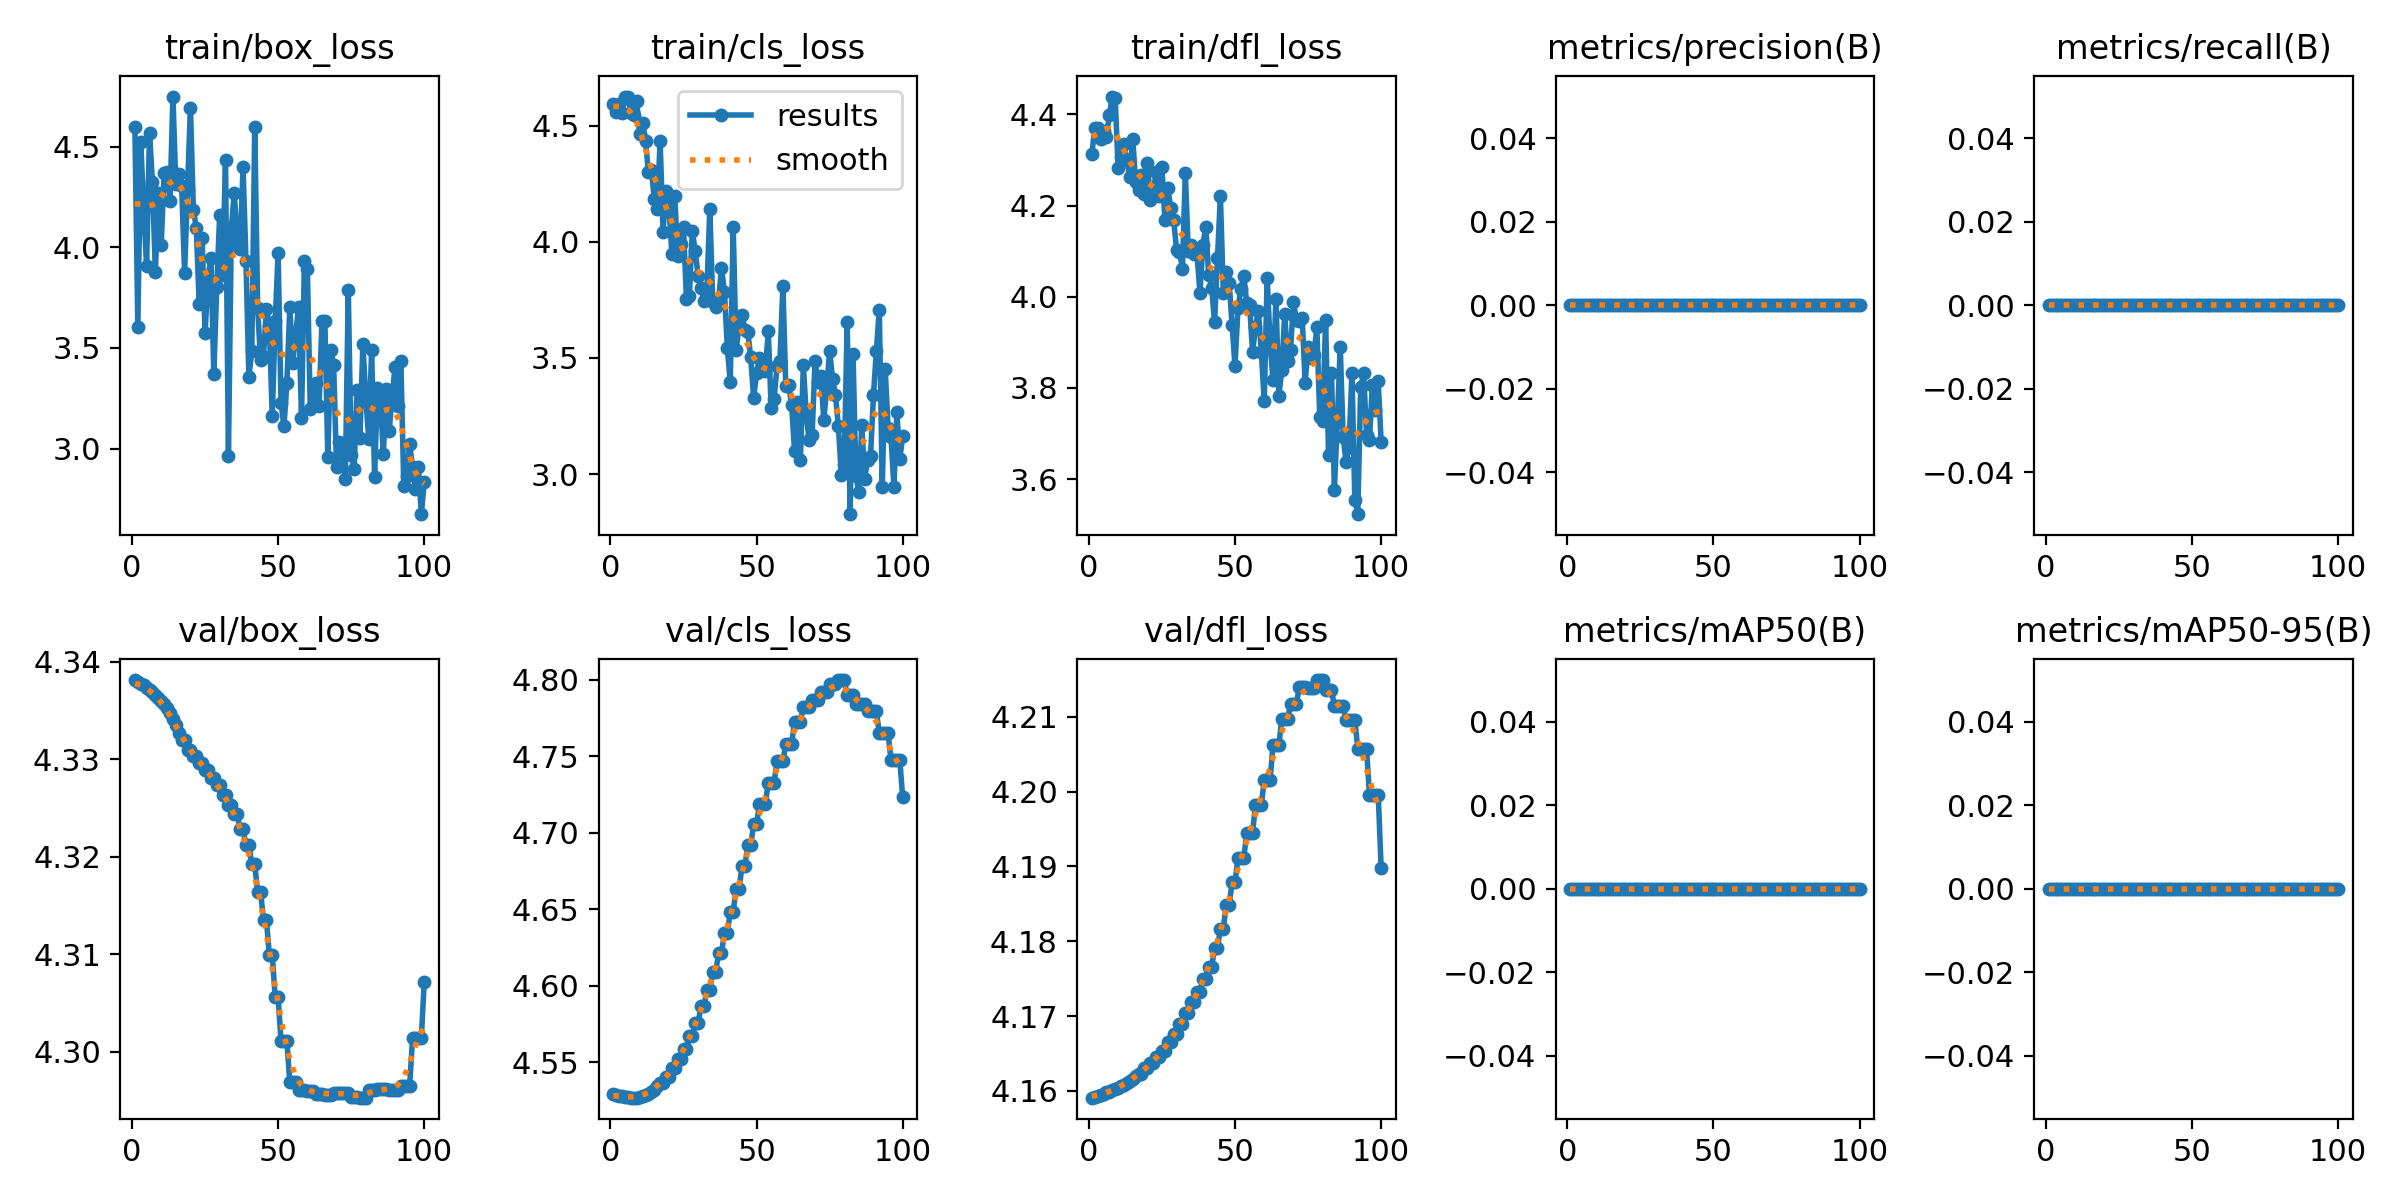 train/box_loss
4.5
4.0
3.5
3.0
0 50 100
train/cls_loss
results
smooth
4.5
4.0
3.5
3.0
0 50 100
train/dfl_loss
4.4
4.2
4.0
3.8
3.6
0 50 100
metrics/precision(B)
0.04
0.02
0.00
−0.02
−0.04
0 50 100
metrics/recall(B)
0.04
0.02
0.00
−0.02
−0.04
0 50 100
val/box_loss
4.34
4.33
4.32
4.31
4.30
0 50 100
val/cls_loss
4.80
4.75
4.70
4.65
4.60
4.55
0 50 100
val/dfl_loss
4.21
4.20
4.19
4.18
4.17
4.16
0 50 100
metrics/mAP50(B)
0.04
0.02
0.00
−0.02
−0.04
0 50 100
metrics/mAP50-95(B)
0.04
0.02
0.00
−0.02
−0.04
0 50 100